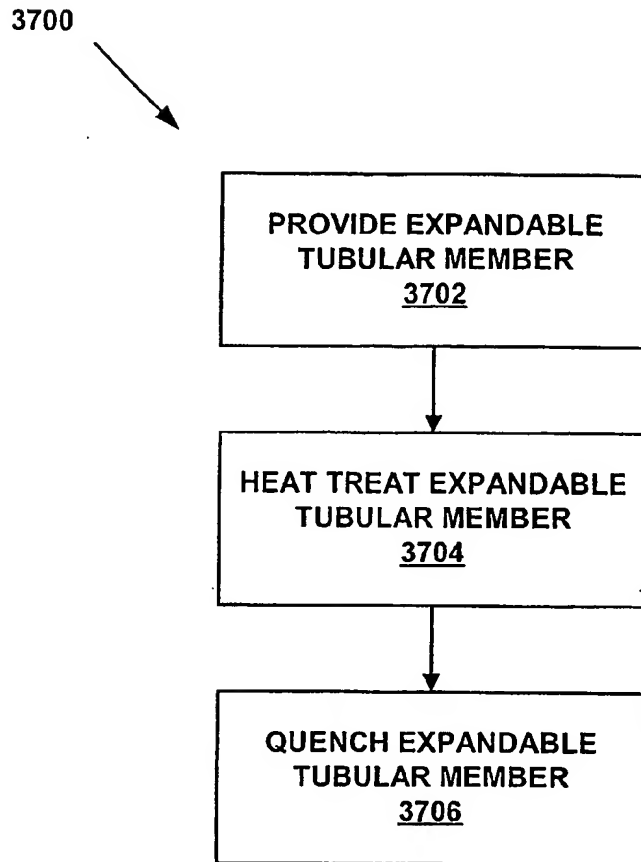 3700
PROVIDE EXPANDABLE
TUBULAR MEMBER
3702
HEAT TREAT EXPANDABLE
TUBULAR MEMBER
3704
QUENCH EXPANDABLE
TUBULAR MEMBER
3706